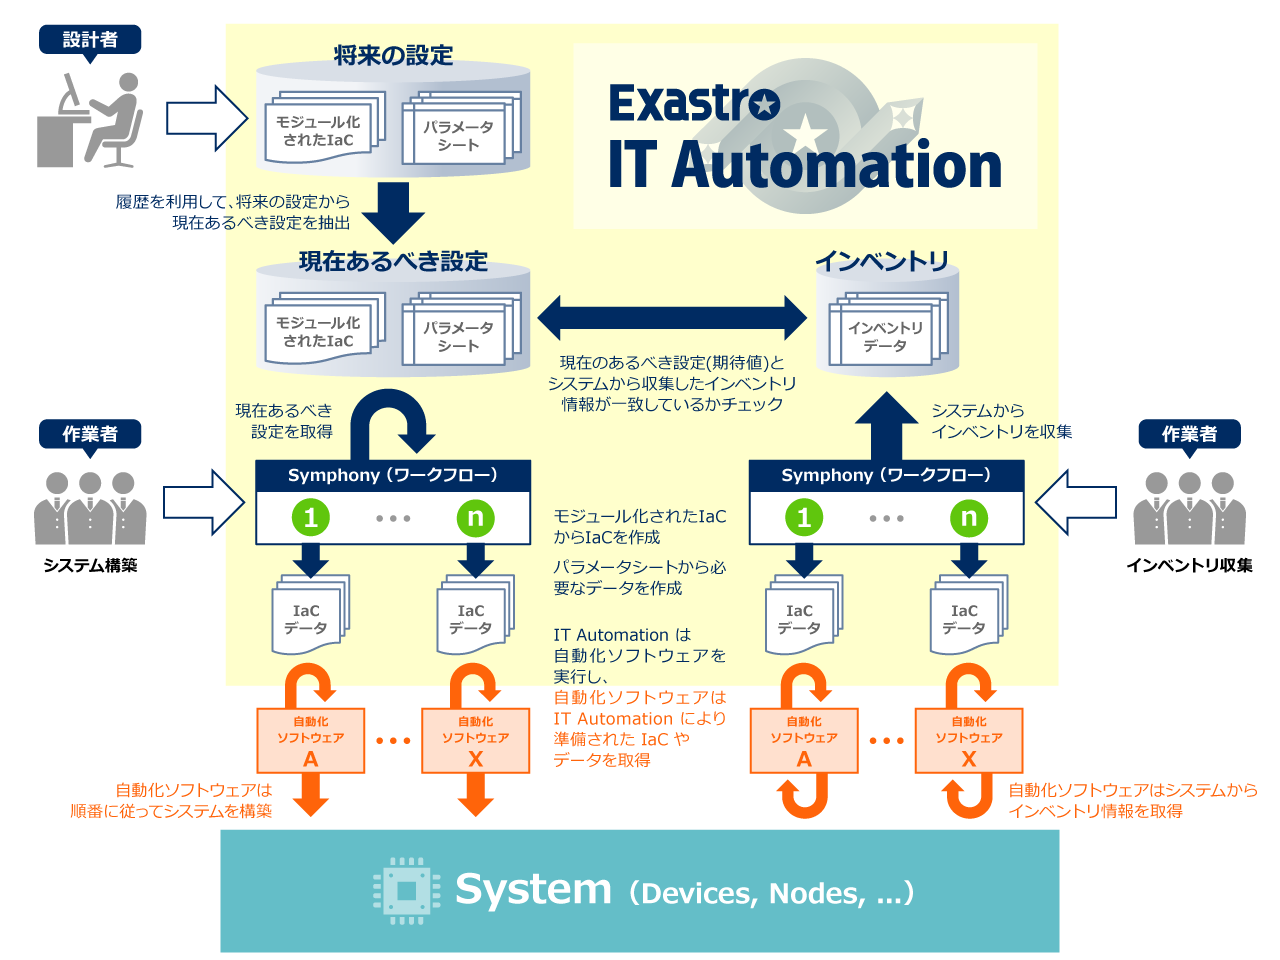 設計者
将来の設定
モジュール化
されたIaC
パラメータ
シート
Exastro
IT Automation
履歴を利用して、将来の設定から
現在あるべき設定を抽出
現在あるべき設定
モジュール化
されたIaC
パラメータ
シート
インベントリ
インベントリ
データ
現在のあるべき設定(期待値)と
システムから収集したインベントリ
情報が一致しているかチェック
現在あるべき
設定を取得
システムから
インベントリを収集
作業者
システム構築
Symphony（ワークフロー）
1
...
n
モジュール化されたIaC
からIaCを作成
パラメータシートから必
要なデータを作成
Symphony（ワークフロー）
1
...
n
作業者
インベントリ収集
IaC
データ
IaC
データ
IT Automation は
自動化ソフトウェアを
実行し、
自動化ソフトウェアは
IT Automation により
準備された IaC や
データを取得
IaC
データ
IaC
データ
自動化
ソフトウェア
A
...
自動化
ソフトウェア
X
自動化
ソフトウェア
A
...
自動化
ソフトウェア
X
自動化ソフトウェアは
順番に従ってシステムを構築
自動化ソフトウェアはシステムから
インベントリ情報を取得
System（Devices, Nodes, ...）